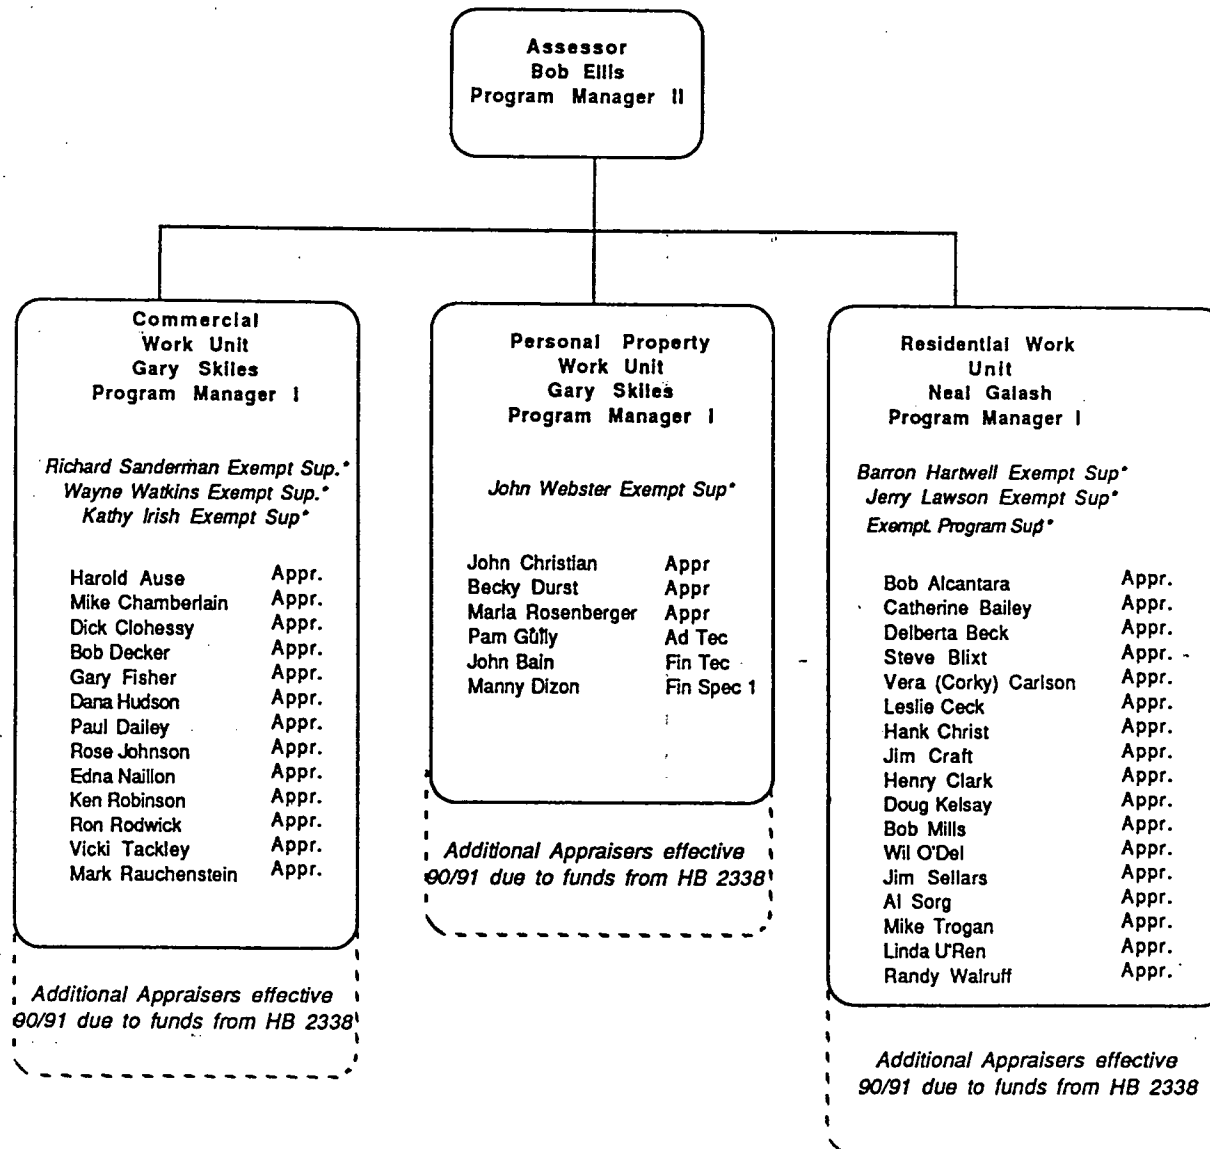 Assessor
Bob Ellis
Program Manager II
Commercial
Work Unit
Gary Skiles
Program Manager I
Richard Sanderman Exempt Sup.*
Wayne Watkins Exempt Sup.*
Kathy Irish Exempt Sup*
Harold Ause Appr.
Mike Chamberlain Appr.
Dick Clohessy Appr.
Bob Decker Appr.
Gary Fisher Appr.
Dana Hudson Appr.
Paul Dailey Appr.
Rose Johnson Appr.
Edna Naillon Appr.
Ken Robinson Appr.
Ron Rodwick Appr.
Vicki Tackley Appr.
Mark Rauchenstein Appr.
Additional Appraisers effective
90/91 due to funds from HB 2338
Personal Property
Work Unit
Gary Skiles
Program Manager I
John Webster Exempt Sup*
John Christian Appr
Becky Durst Appr
Marla Rosenberger Appr
Pam Ad Tec
John Bain Fin Tec
Manny Dizon Fin Spec 1
Additional Appraisers effective
90/91 due to funds from HB 2338
Residential Work
Unit
Neal Galash
Program Manager I
Barron Hartwell Exempt Sup*
Jerry Lawson Exempt Sup*
Exempt. Program Sup*
Bob Alcantara Appr.
Catherine Bailey Appr.
Delberta Beck Appr.
Steve Blixt Appr.
Vera (Corky) Carlson Appr.
Leslie Ceck Appr.
Hank Christ Appr.
Jim Craft Appr.
Henry Clark Appr.
Doug Kelsay Appr.
Bob Mills Appr.
Wil O'Del Appr.
Jim Sellars Appr.
Al Sorg Appr.
Mike Trogan Appr.
Linda U'Ren Appr.
Randy Walruff Appr.
Additional Appraisers effective
90/91 due to funds from HB 2338